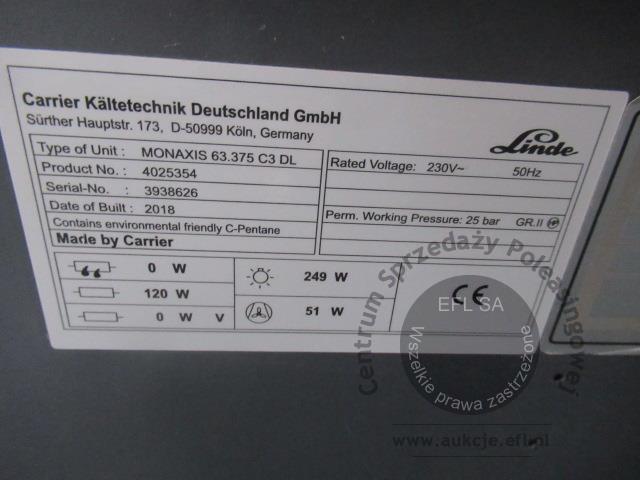 Carrier Kältetechnik Deutschland GmbH
Sürther Hauptstr. 173, D-50999 Köln, Germany
Linde
Type of Unit : MONAXIS 63.375 C3 DL
Product No. : 4025354
Serial-No. : 3938626
Date of Built : 2018
Contains environmental friendly C-Pentane
Made by Carrier
Rated Voltage: 230V~ 50Hz
Perm. Working Pressure: 25 bar GR.II
0 W
120 W
0 W V
249 W
51 W
CE
Centrum Sprzedaży Poleasingowej
EFL SA
Wszelkie prawa zastrzeżone
www.aukcje.efl.pl